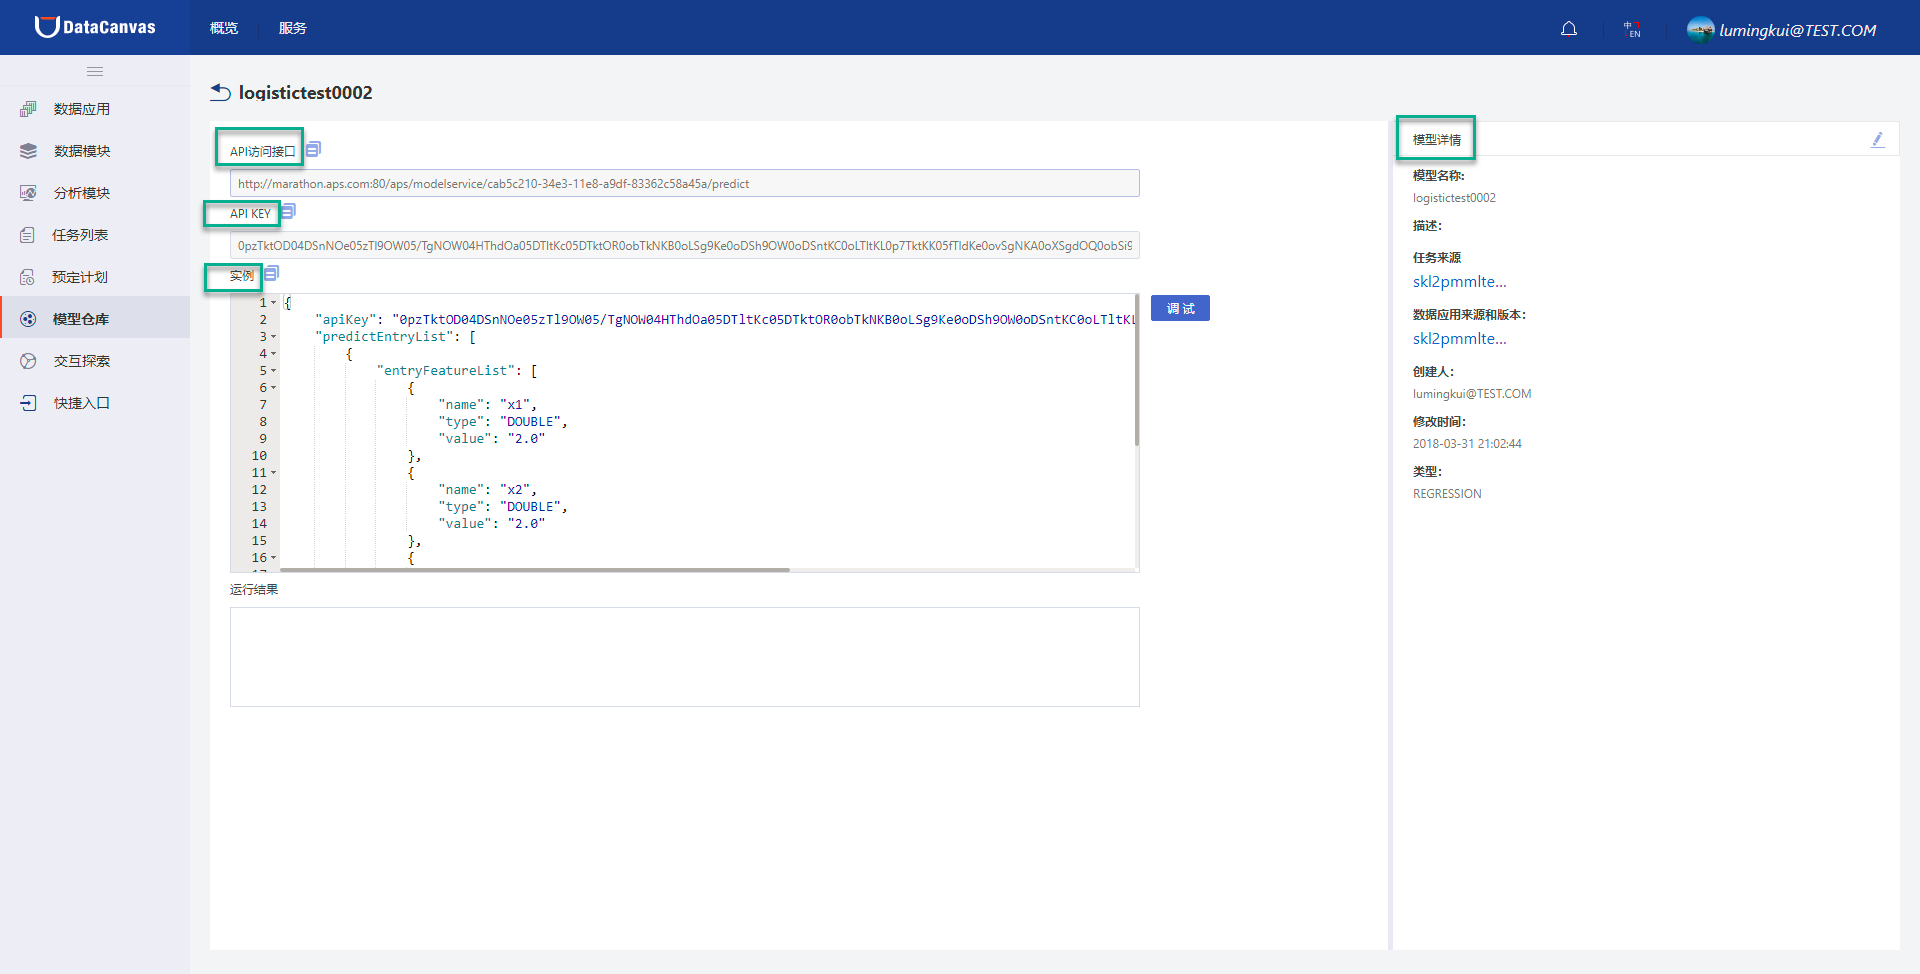 DataCanvas
概览
服务
中
EN
lumingkui@TEST.COM
数据应用
数据模块
分析模块
任务列表
预定计划
模型仓库
交互探索
快捷入口
logistictest0002
API访问接口
http://marathon.aps.com:80/aps/modelservice/cab5c210-34e3-11e8-a9df-83362c58a45a/predict
API KEY
0pzTktOD04DSnNOe05zTl9OW05/TgNOW04HThdOa05DTltKc05DTktOR0obTkNKB0oLSg9Ke0oDSh9OW0oDSntKC0oLTltKL0p7TktKK05fTldKe0ovSgNKA0oXSgdOQ0obSi9
实例
1 {
2 "apiKey": "0pzTktOD04DSnNOe05zTl9OW05/TgNOW04HThdOa05DTltKc05DTktOR0obTkNKB0oLSg9Ke0oDSh9OW0oDSntKC0oLTltKL
3 "predictEntryList": [
4 {
5 "entryFeatureList": [
6 {
7 "name": "x1",
8 "type": "DOUBLE",
9 "value": "2.0"
10 },
11 {
12 "name": "x2",
13 "type": "DOUBLE",
14 "value": "2.0"
15 },
16 {
调 试
运行结果
模型详情
模型名称:
logistictest0002
描述:
任务来源
skl2pmmlte...
数据应用来源和版本:
skl2pmmlte...
创建人:
lumingkui@TEST.COM
修改时间:
2018-03-31 21:02:44
类型:
REGRESSION